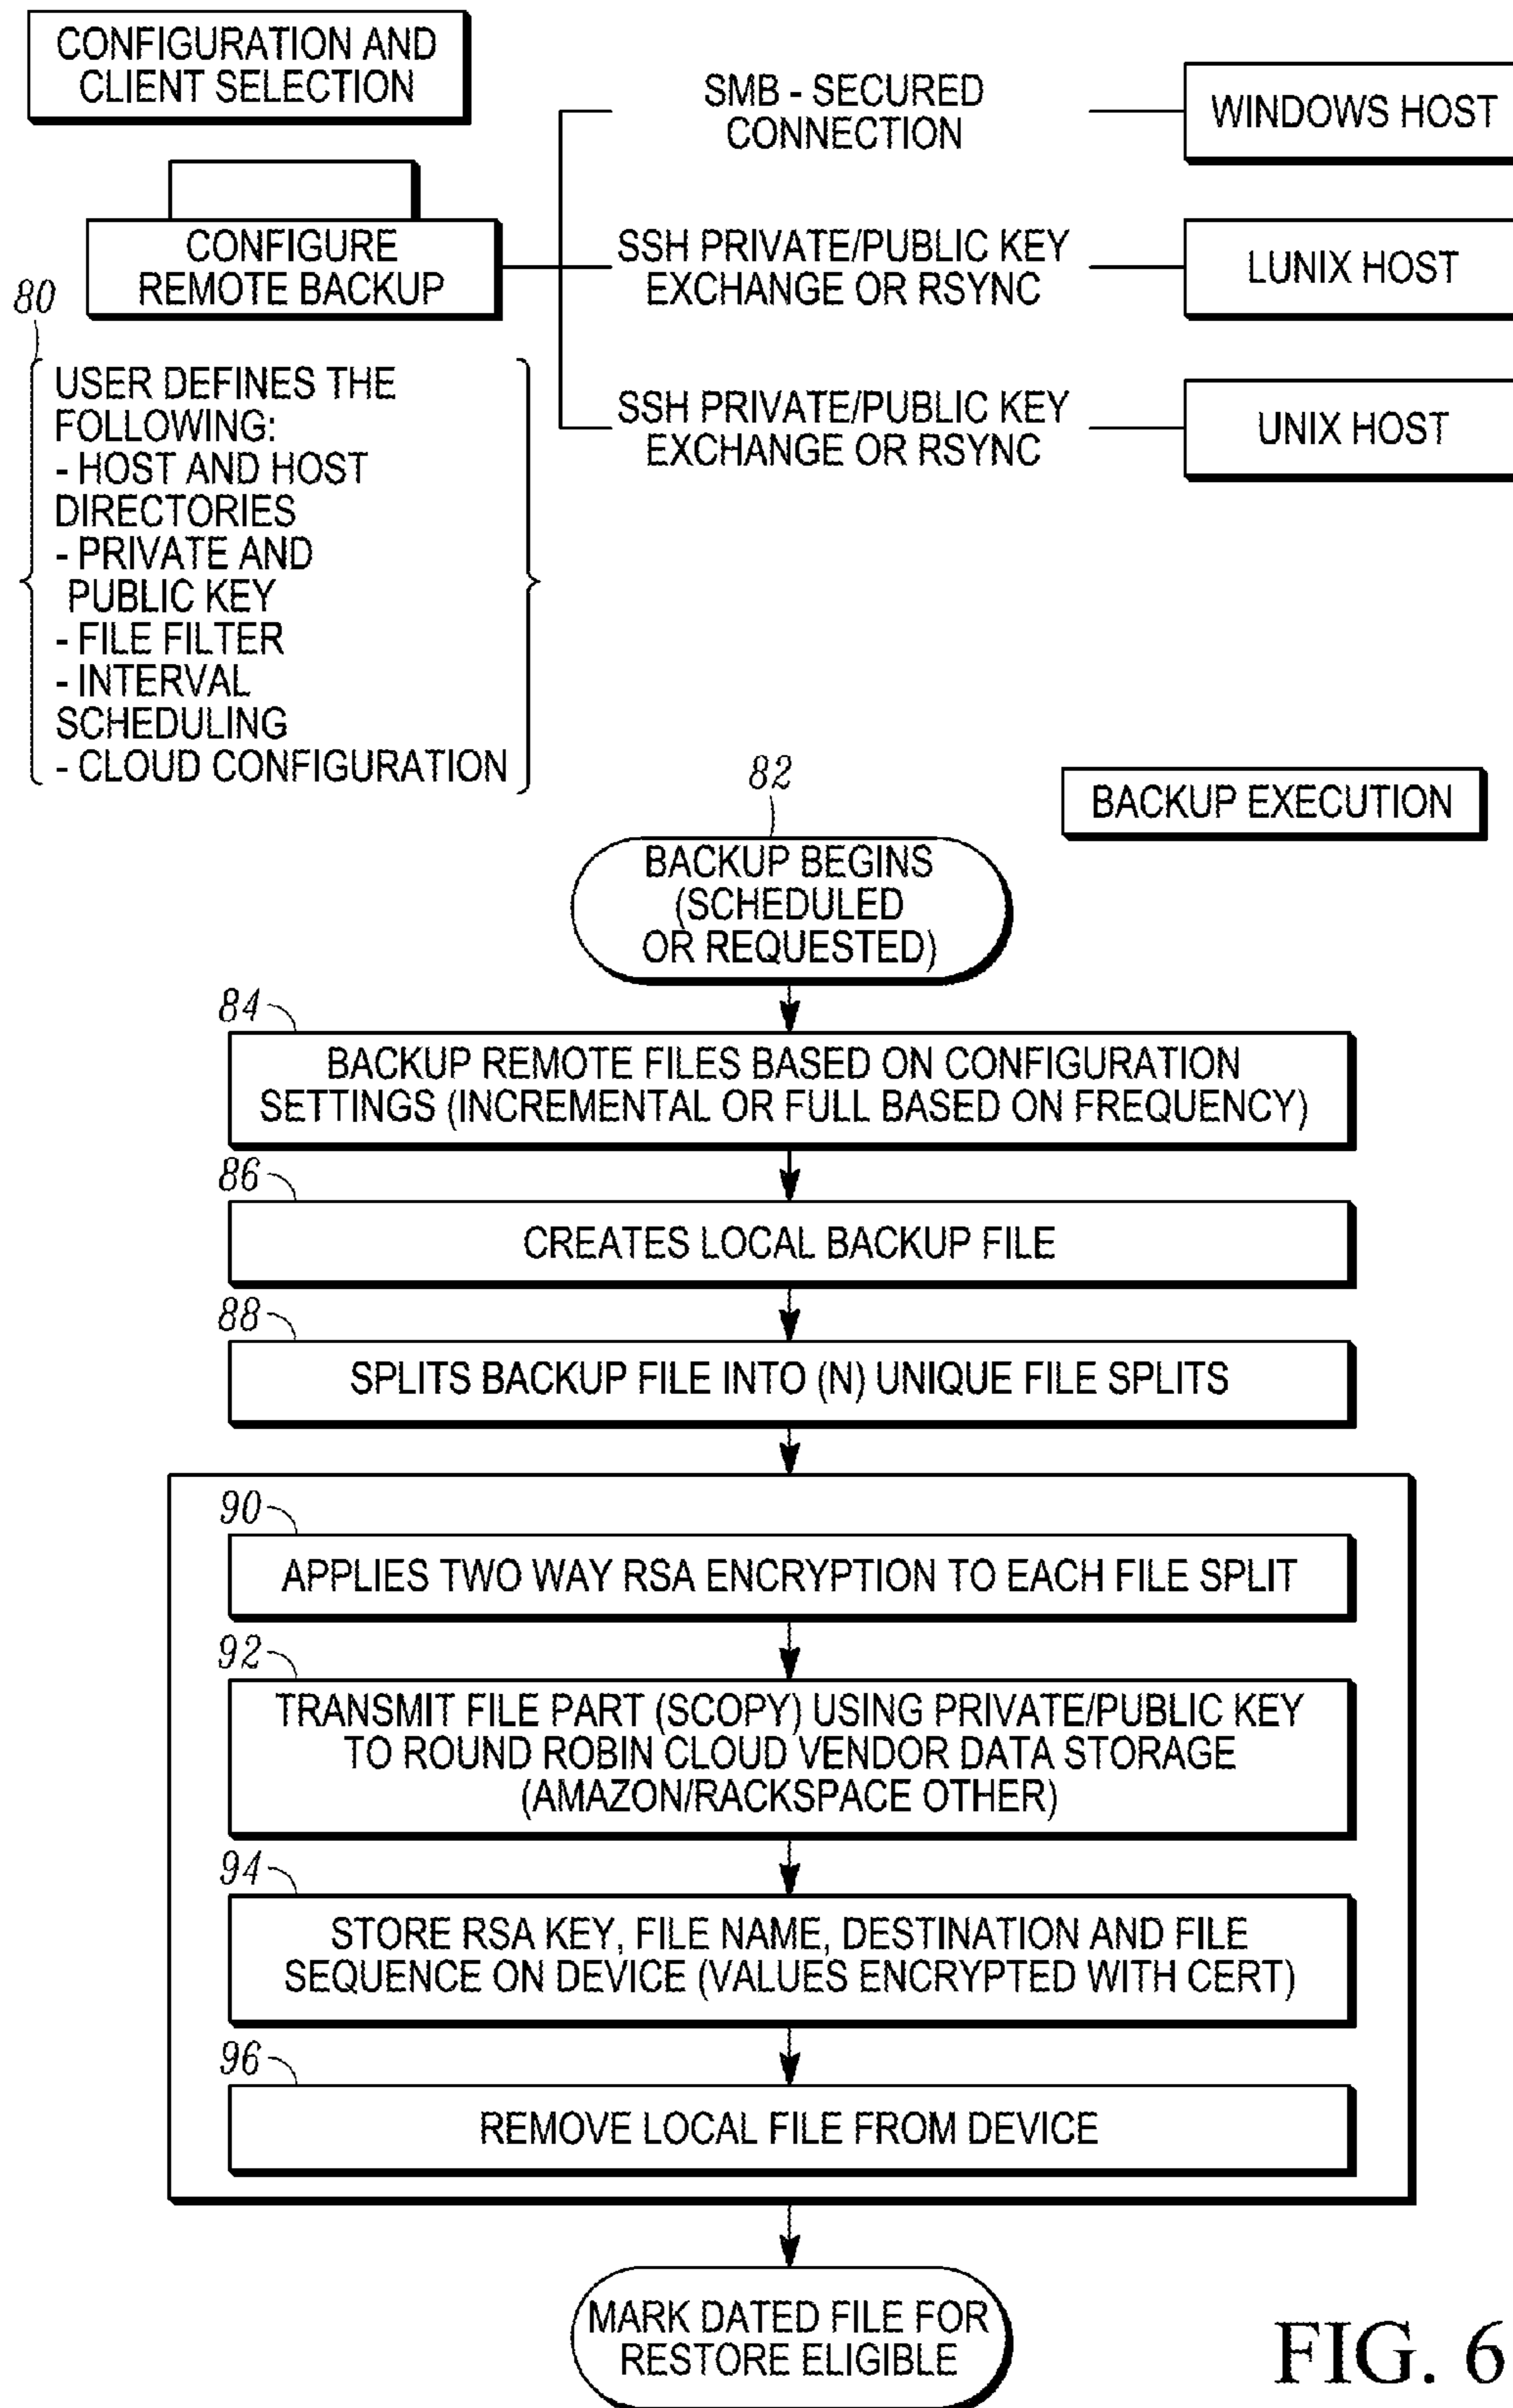 CONFIGURATION AND
CLIENT SELECTION
SMB - SECURED
CONNECTION
WINDOWS HOST
CONFIGURE
REMOTE BACKUP
SSH PRIVATE/PUBLIC KEY
EXCHANGE OR RSYNC
LUNIX HOST
SSH PRIVATE/PUBLIC KEY
EXCHANGE OR RSYNC
UNIX HOST
80
USER DEFINES THE
FOLLOWING:
- HOST AND HOST
DIRECTORIES
- PRIVATE AND
PUBLIC KEY
- FILE FILTER
- INTERVAL
SCHEDULING
- CLOUD CONFIGURATION
BACKUP EXECUTION
82
BACKUP BEGINS
(SCHEDULED
OR REQUESTED)
84
BACKUP REMOTE FILES BASED ON CONFIGURATION
SETTINGS (INCREMENTAL OR FULL BASED ON FREQUENCY)
86
CREATES LOCAL BACKUP FILE
88
SPLITS BACKUP FILE INTO (N) UNIQUE FILE SPLITS
90
APPLIES TWO WAY RSA ENCRYPTION TO EACH FILE SPLIT
92
TRANSMIT FILE PART (SCOPY) USING PRIVATE/PUBLIC KEY
TO ROUND ROBIN CLOUD VENDOR DATA STORAGE
(AMAZON/RACKSPACE OTHER)
94
STORE RSA KEY, FILE NAME, DESTINATION AND FILE
SEQUENCE ON DEVICE (VALUES ENCRYPTED WITH CERT)
96
REMOVE LOCAL FILE FROM DEVICE
MARK DATED FILE FOR
RESTORE ELIGIBLE
FIG. 6